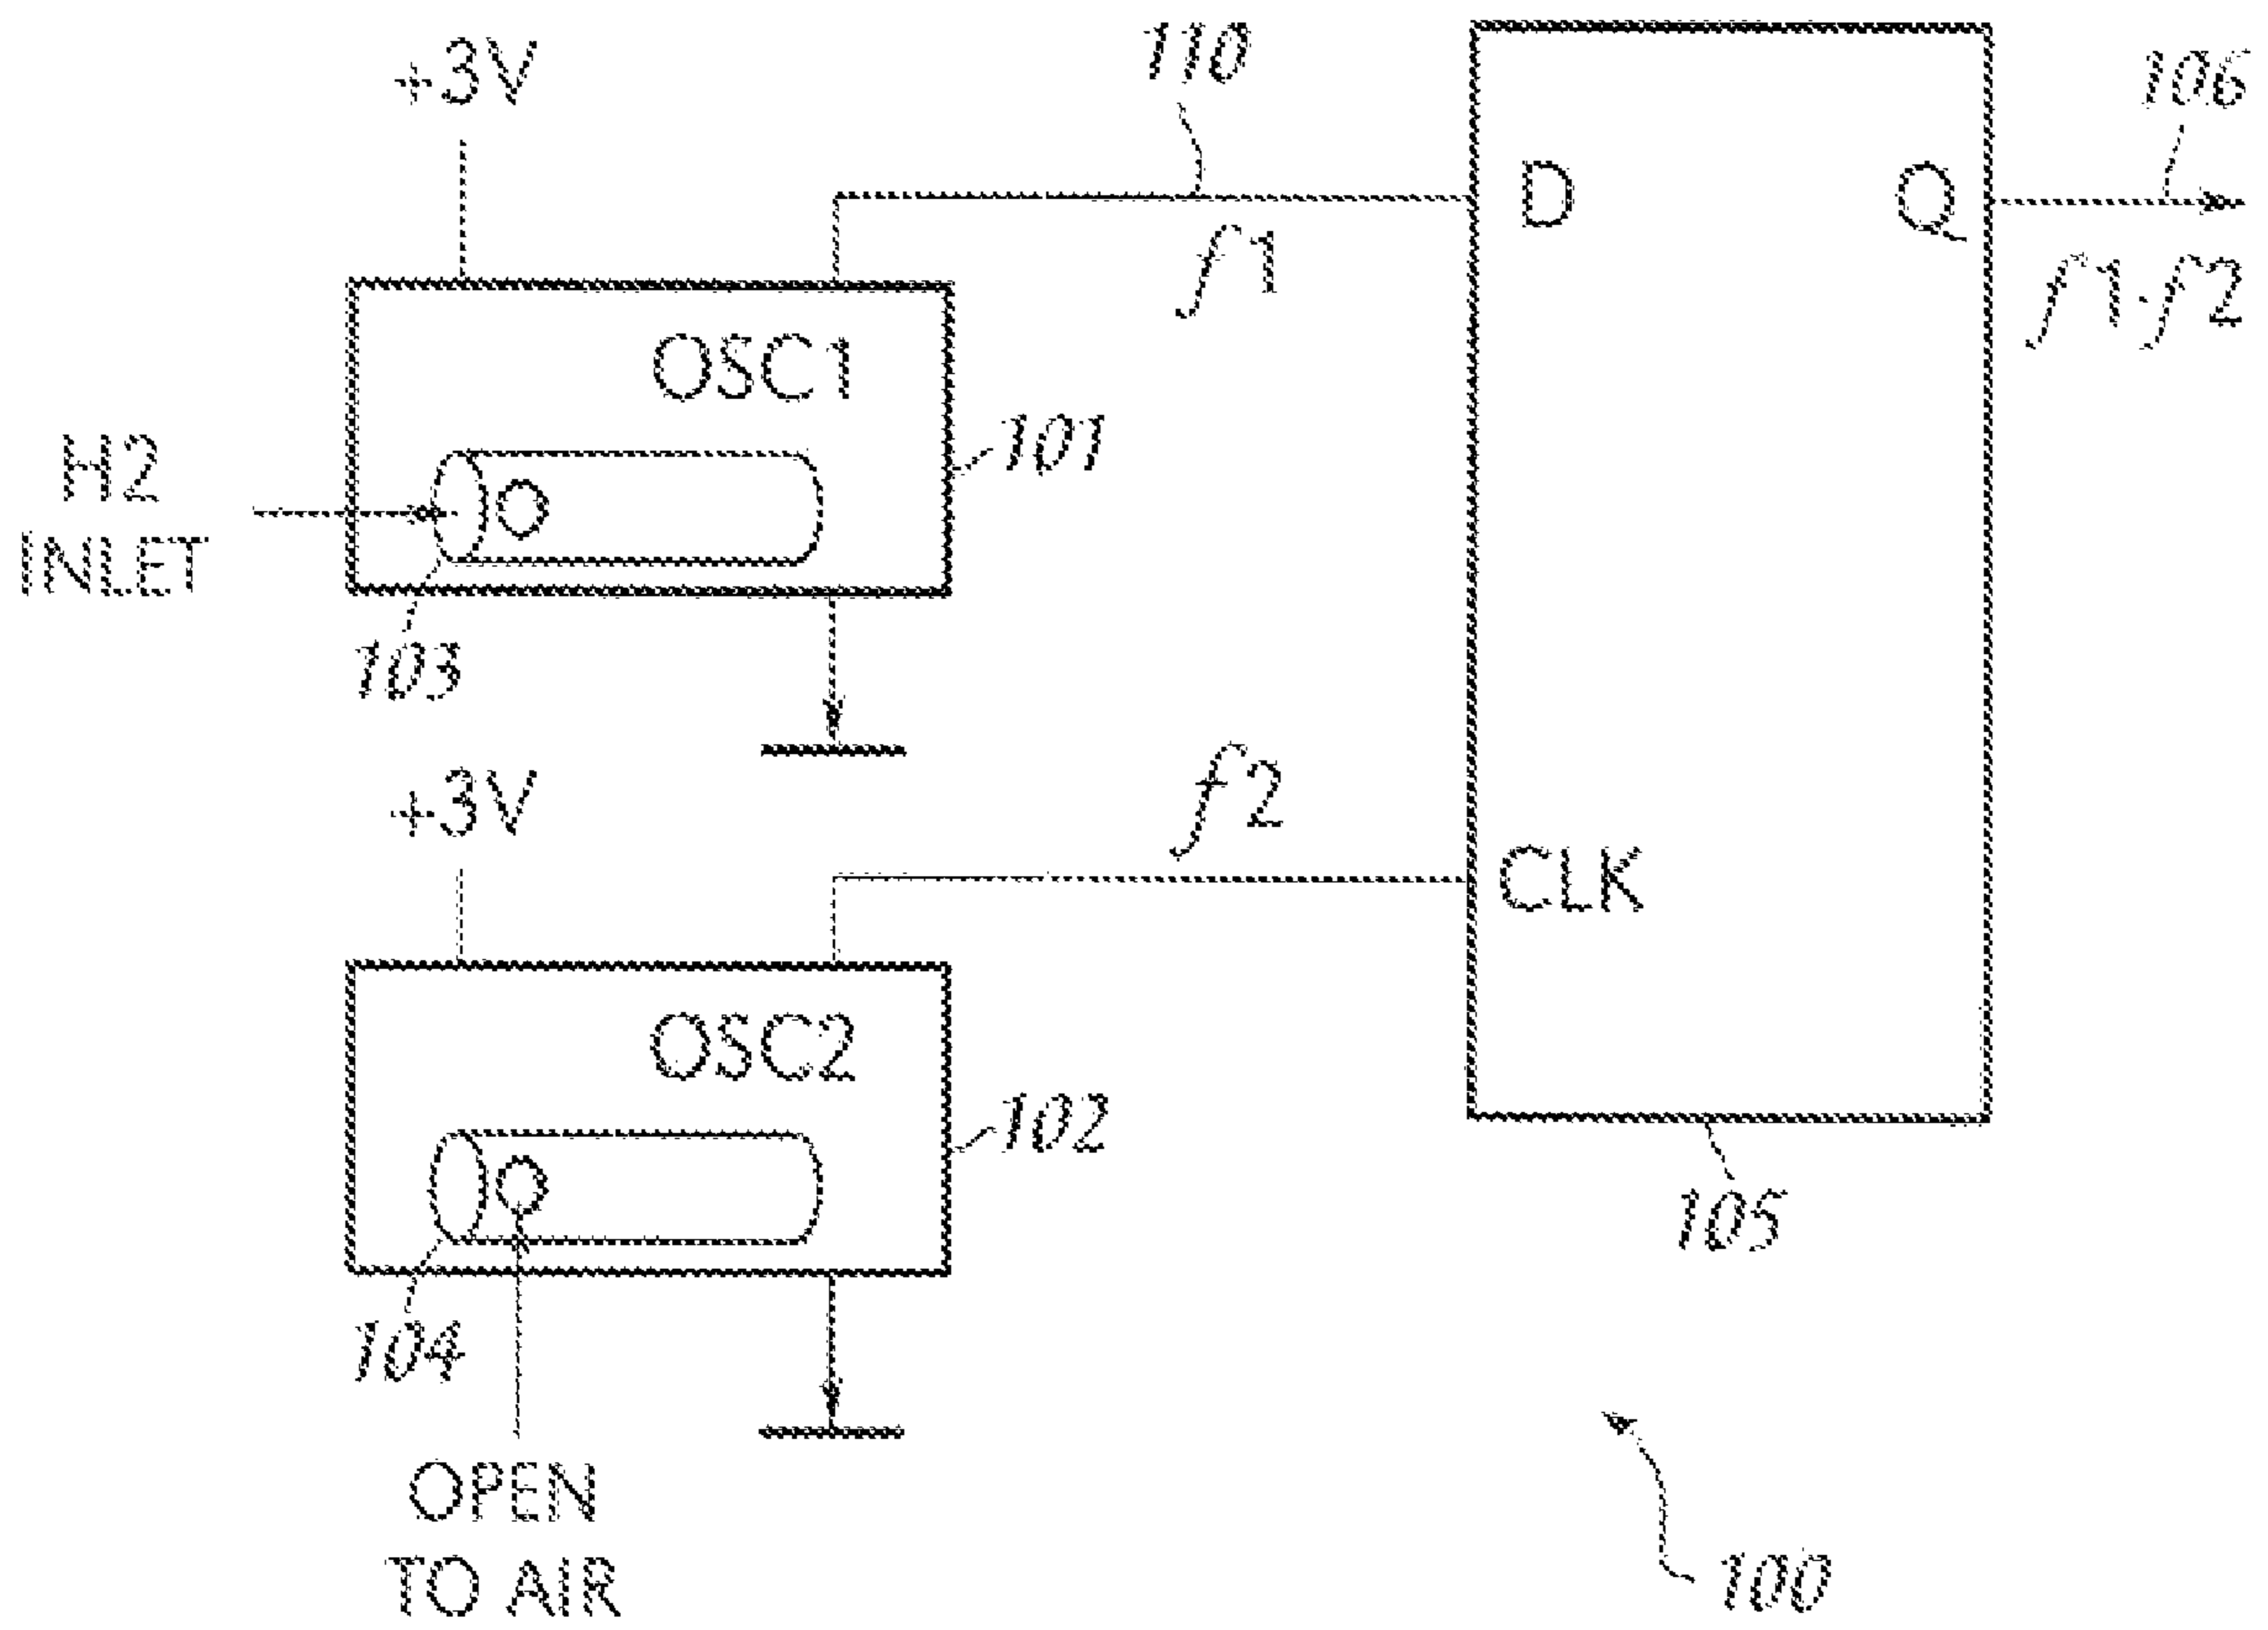 +3V
110
106
D
Q
f1
f1-f2
OSC1
101
H2
INLET
103
+3V
f2
CLK
OSC2
102
105
104
OPEN
TO AIR
100